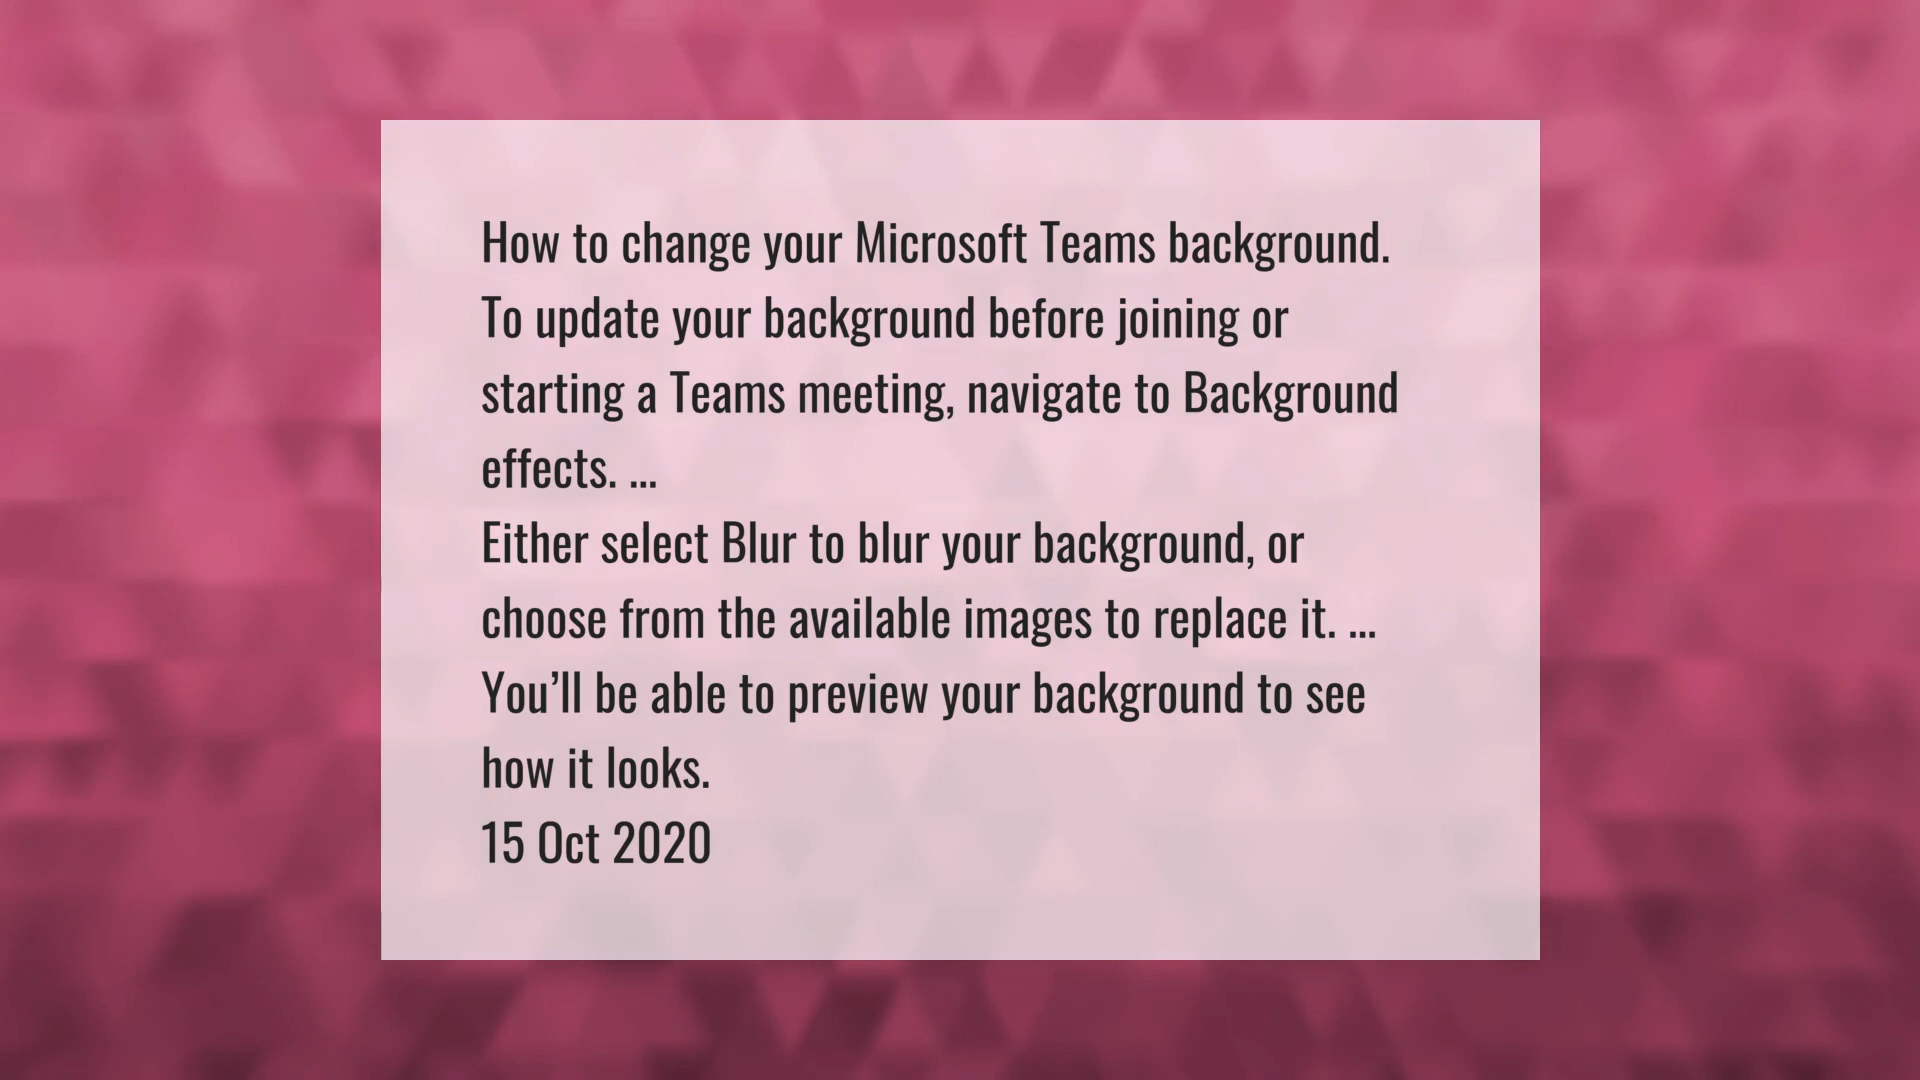 How to change your Microsoft Teams background.
To update your background before joining or
starting a Teams meeting, navigate to Background
effects. ...
Either select Blur to blur your background, or
choose from the available images to replace it. ...
You’ll be able to preview your background to see
how it looks.
15 Oct 2020